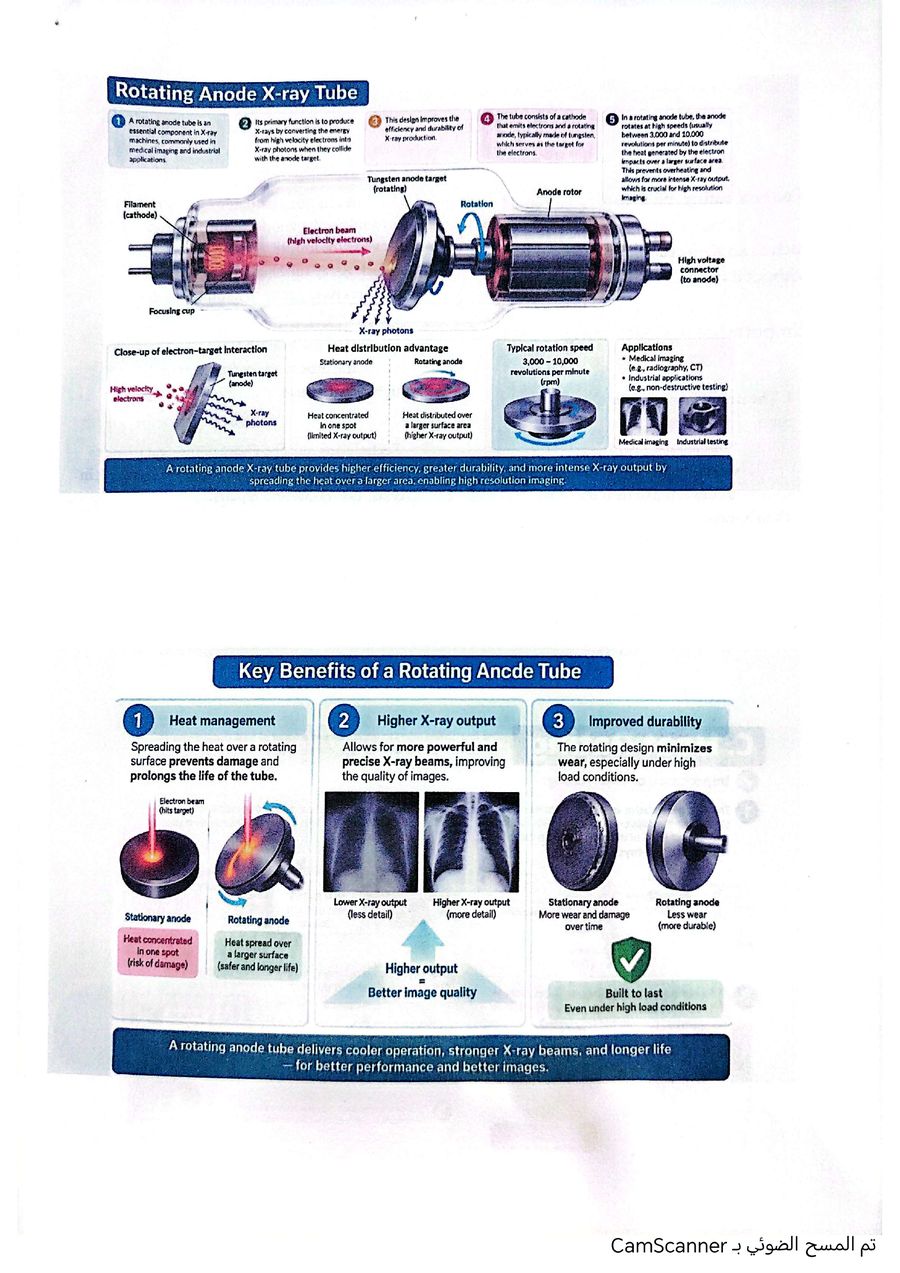 Rotating Anode X-ray Tube
1 A rotating anode tube is an
essential component in X-ray
machines, commonly used in
medical imaging and industrial
applications.
2 Its primary function is to produce
X-rays by converting the energy
from high velocity electrons into
X-ray photons when they collide
with the anode target.
3 This design improves the
efficiency and durability of
X-ray production.
4 The tube consists of a cathode
that emits electrons and a rotating
anode, typically made of tungsten,
which serves as the target for
the electrons.
5 In a rotating anode tube, the anode
rotates at high speeds (usually
between 3,000 and 10,000
revolutions per minute) to distribute
the heat generated by the electron
impacts over a larger surface area.
This prevents overheating and
allows for more intense X-ray output,
which is crucial for high resolution
imaging.
Tungsten anode target
(rotating)
Filament
(cathode)
Electron beam
(high velocity electrons)
Rotation
Anode rotor
High voltage
connector
(to anode)
Focusing cup
X-ray photons
Close-up of electron-target interaction
High velocity
electrons
Tungsten target
(anode)
X-ray
photons
Heat distribution advantage
Stationary anode
Heat concentrated
in one spot
(limited X-ray output)
Rotating anode
Heat distributed over
a larger surface area
(higher X-ray output)
Typical rotation speed
3,000 – 10,000
revolutions per minute
(rpm)
Applications
• Medical imaging
(e.g., radiography, CT)
• Industrial applications
(e.g., non-destructive testing)
Medical imaging
Industrial testing
A rotating anode X-ray tube provides higher efficiency, greater durability, and more intense X-ray output by
spreading the heat over a larger area, enabling high resolution imaging.
Key Benefits of a Rotating Ancde Tube
1 Heat management
Spreading the heat over a rotating
surface prevents damage and
prolongs the life of the tube.
Electron beam
(hits target)
Stationary anode
Heat concentrated
in one spot
(risk of damage)
Rotating anode
Heat spread over
a larger surface
(safer and longer life)
2 Higher X-ray output
Allows for more powerful and
precise X-ray beams, improving
the quality of images.
Lower X-ray output
(less detail)
Higher X-ray output
(more detail)
Higher output
=
Better image quality
3 Improved durability
The rotating design minimizes
wear, especially under high
load conditions.
Stationary anode
More wear and damage
over time
Rotating anode
Less wear
(more durable)
Built to last
Even under high load conditions
A rotating anode tube delivers cooler operation, stronger X-ray beams, and longer life
— for better performance and better images.
تم المسح الضوئي بـ CamScanner